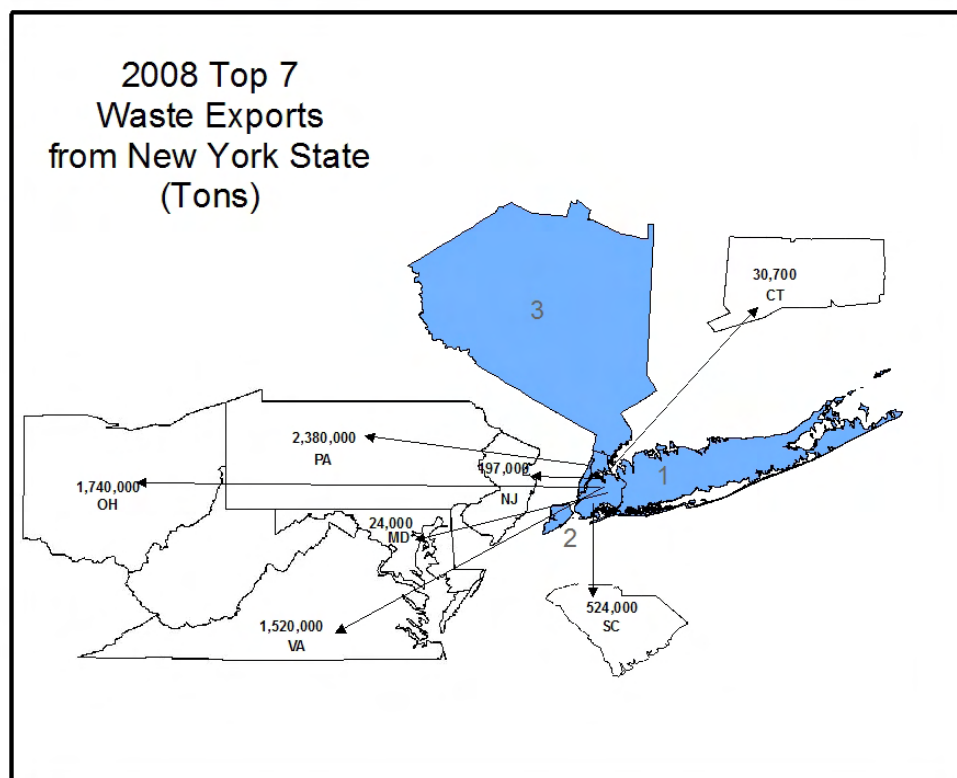 2008 Top 7
Waste Exports
from New York State
(Tons)
30,700
CT
3
2,380,000
PA
197,000
NJ
1
1,740,000
OH
24,000
MD
2
524,000
SC
1,520,000
VA